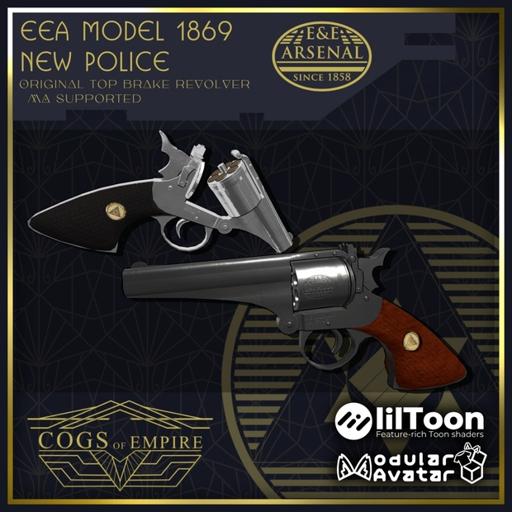 EEA MODEL 1869
NEW POLICE
ORIGINAL TOP BRAKE REVOLVER
MA SUPPORTED
E&E
ARSENAL
SINCE 1858
COGS OF EMPIRE
lilToon
Feature-rich Toon shaders
Modular
Avatar